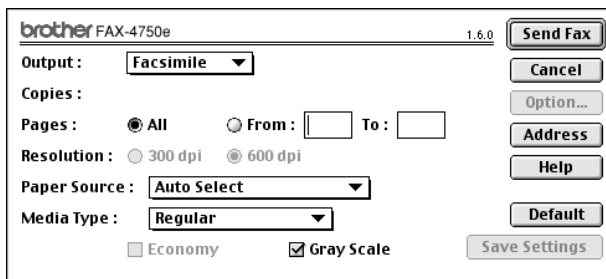 brother FAX-4750e 1.6.0 Send Fax
Output : Facsimile Cancel
Copies : Option...
Pages : All From : To : Address
Resolution : 300 dpi 600 dpi Help
Paper Source : Auto Select
Media Type : Regular Default
Economy Gray Scale Save Settings